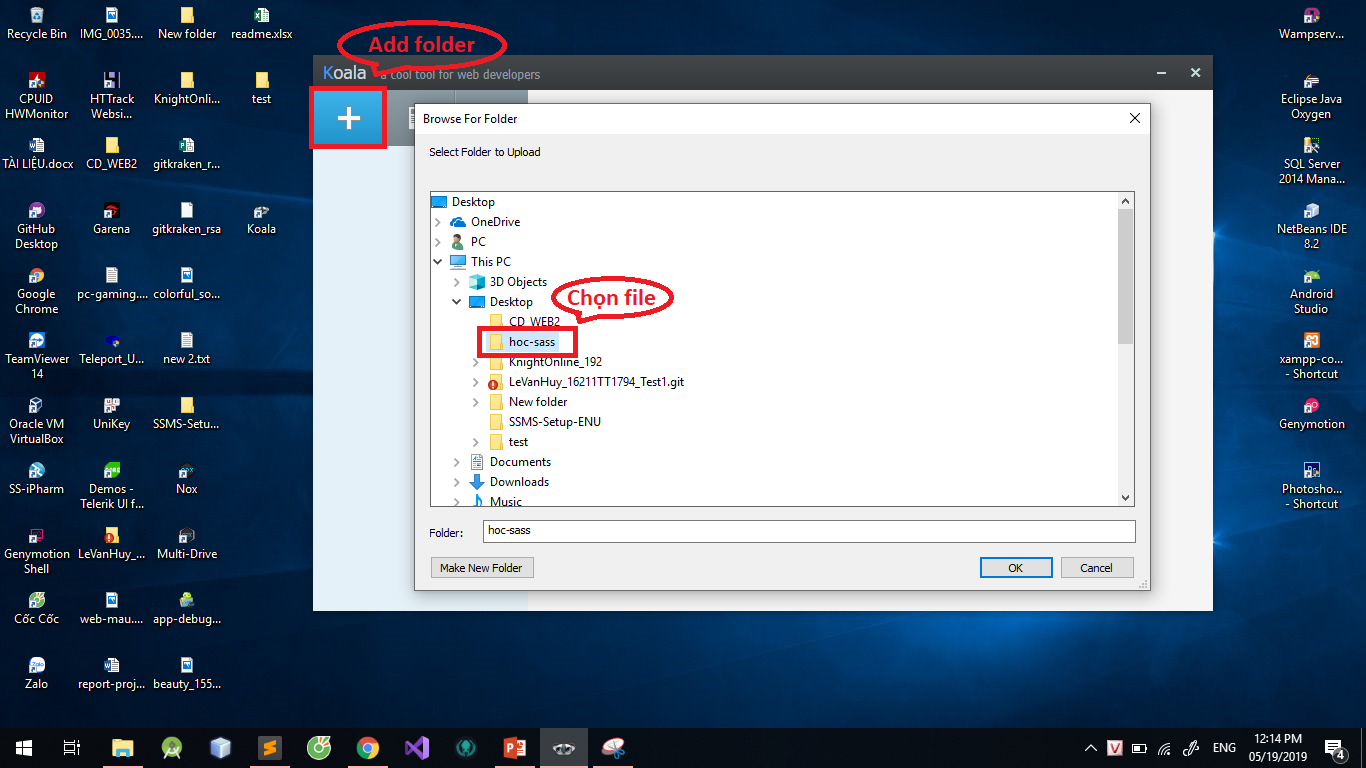 Recycle Bin
IMG_0035....
New folder
readme.xlsx
Add folder
Wampserv...
Koala a cool tool for web developers
CPUID
HWMonitor
HTTrack
Websi...
KnightOnli...
test
Eclipse Java
Oxygen
Browse For Folder
Select Folder to Upload
TÀI LIỆU.docx
CD_WEB2
gitkraken_r...
SQL Server
2014 Mana...
GitHub
Desktop
Garena
gitkraken_rsa
Koala
NetBeans IDE
8.2
Desktop
OneDrive
PC
This PC
3D Objects
Desktop
Chọn file
CD_WEB2
hoc-sass
KnightOnline_192
LeVanHuy_16211TT1794_Test1.git
New folder
SSMS-Setup-ENU
test
Documents
Downloads
Music
Google
Chrome
pc-gaming....
colorful_so...
Android
Studio
TeamViewer
14
Teleport_U...
new 2.txt
xampp-co...
- Shortcut
Oracle VM
VirtualBox
UniKey
SSMS-Setu...
Genymotion
SS-iPharm
Demos -
Telerik UI f...
Nox
Photosho...
- Shortcut
Folder:
hoc-sass
Make New Folder
OK
Cancel
Genymotion
Shell
LeVanHuy_...
Multi-Drive
Cốc Cốc
web-mau....
app-debug...
Zalo
report-proj...
beauty_155...
ENG
12:14 PM
05/19/2019
4